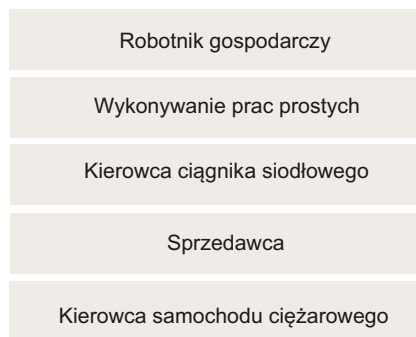 Robotnik gospodarczy
Wykonywanie prac prostych
Kierowca ciągnika siodłowego
Sprzedawca
Kierowca samochodu ciężarowego